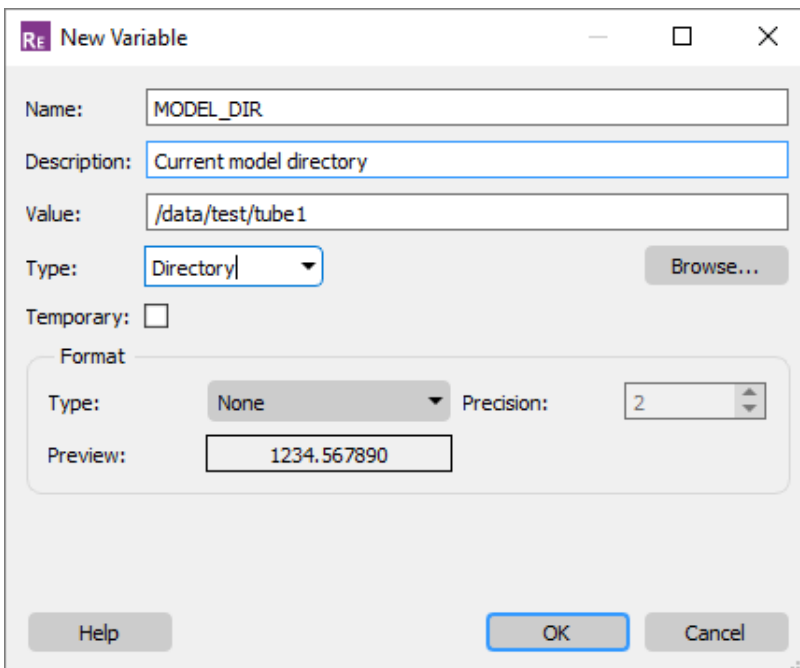 RE New Variable
Name: MODEL_DIR
Description: Current model directory
Value: /data/test/tube1
Type: Directory Browse...
Temporary:
Format
Type: None Precision: 2
Preview: 1234.567890
Help OK Cancel